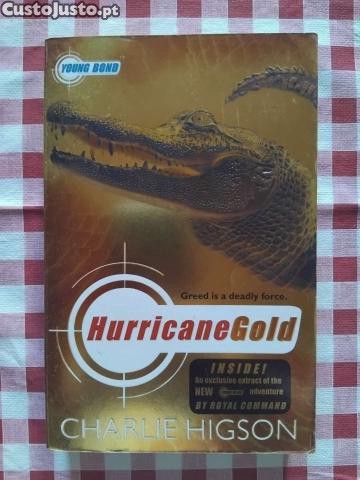 CustoJusto.pt
YOUNG BOND
Greed is a deadly force.
HurricaneGold
INSIDE!
An exclusive extract of the
NEW adventure
BY ROYAL COMMAND
CHARLIE HIGSON